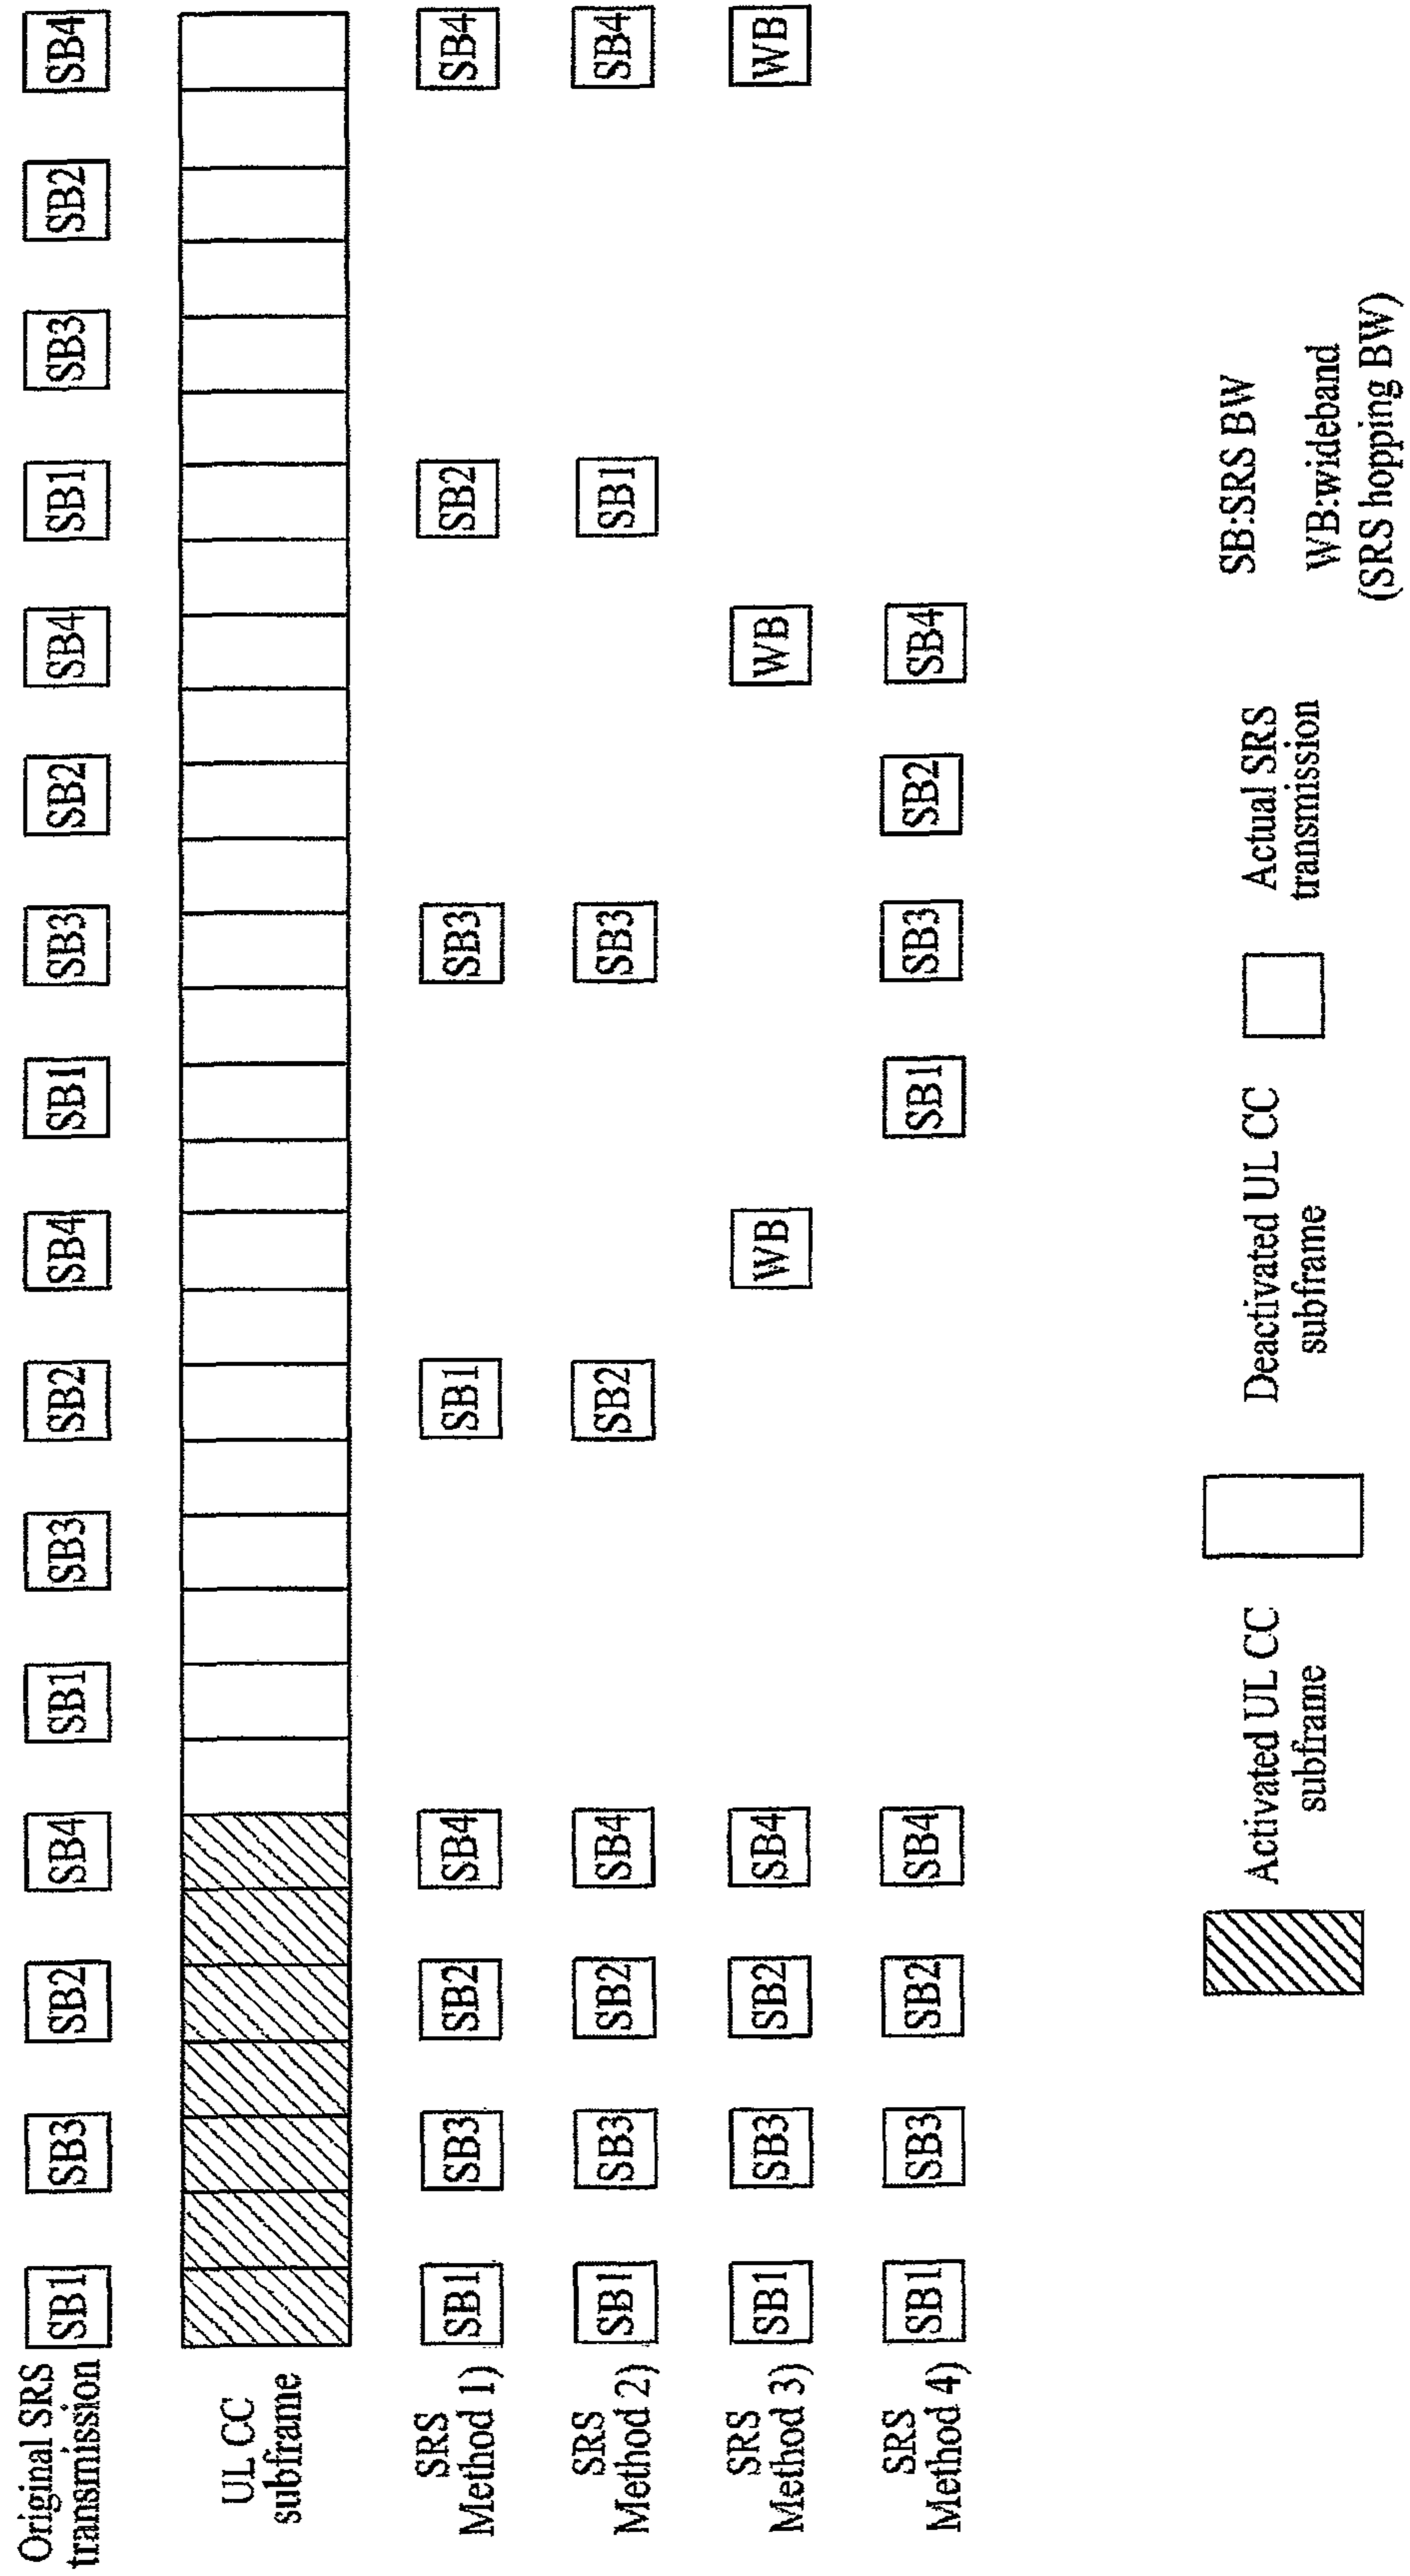 Original SRS
transmission
SB1 SB3 SB2 SB4 SB1 SB3 SB2 SB4 SB1 SB3 SB2 SB4 SB1 SB3 SB2 SB4
UL CC
subframe
SRS
Method 1)
SB1 SB3 SB2 SB4 SB1 SB3 SB2 SB4
SRS
Method 2)
SB1 SB3 SB2 SB4 SB2 SB3 SB1 SB4
SRS
Method 3)
SB1 SB3 SB2 SB4 WB WB WB
SRS
Method 4)
SB1 SB3 SB2 SB4 SB1 SB3 SB2 SB4
Activated UL CC
subframe
Deactivated UL CC
subframe
Actual SRS
transmission
SB:SRS BW
WB:wideband
(SRS hopping BW)